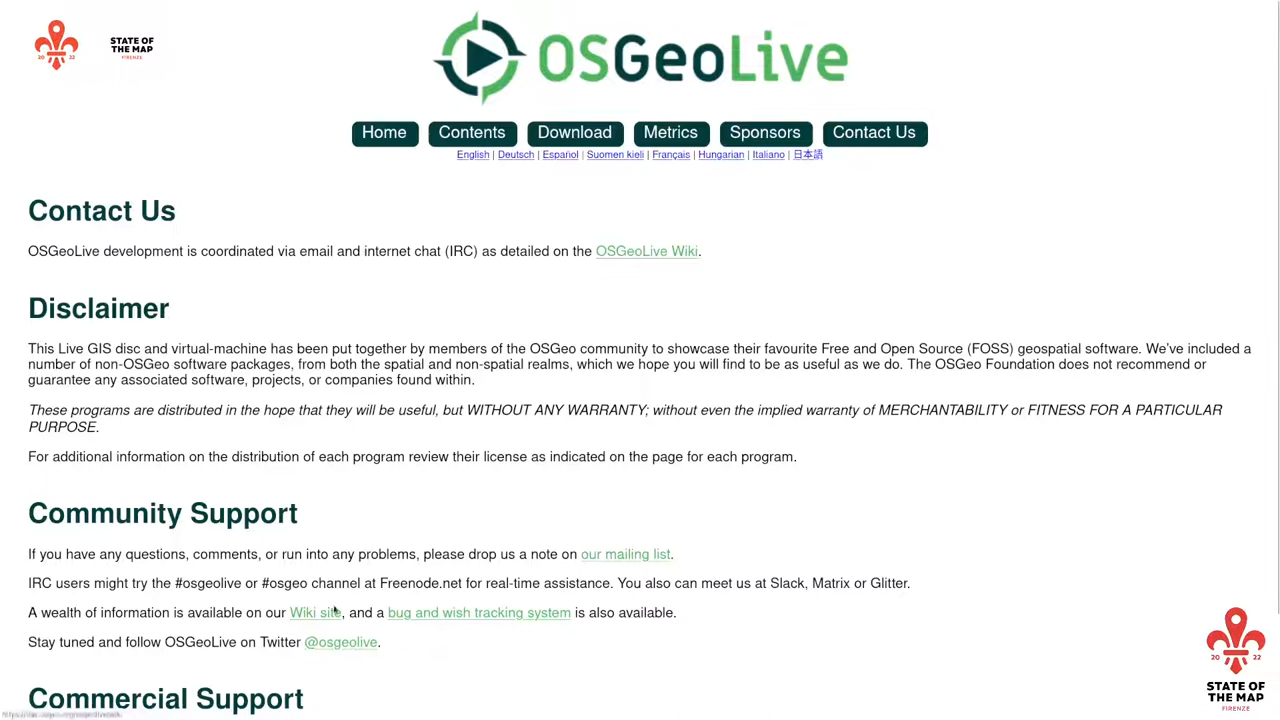 20 22
STATE OF
THE MAP
FIRENZE
OSGeoLive
Home Contents Download Metrics Sponsors Contact Us
English | Deutsch | Español | Suomen kieli | Français | Hungarian | Italiano | 日本語
Contact Us
OSGeoLive development is coordinated via email and internet chat (IRC) as detailed on the OSGeoLive Wiki.
Disclaimer
This Live GIS disc and virtual-machine has been put together by members of the OSGeo community to showcase their favourite Free and Open Source (FOSS) geospatial software. We've included a
number of non-OSGeo software packages, from both the spatial and non-spatial realms, which we hope you will find to be as useful as we do. The OSGeo Foundation does not recommend or
guarantee any associated software, projects, or companies found within.
These programs are distributed in the hope that they will be useful, but WITHOUT ANY WARRANTY; without even the implied warranty of MERCHANTABILITY or FITNESS FOR A PARTICULAR
PURPOSE.
For additional information on the distribution of each program review their license as indicated on the page for each program.
Community Support
If you have any questions, comments, or run into any problems, please drop us a note on our mailing list.
IRC users might try the #osgeolive or #osgeo channel at Freenode.net for real-time assistance. You also can meet us at Slack, Matrix or Glitter.
A wealth of information is available on our Wiki site, and a bug and wish tracking system is also available.
Stay tuned and follow OSGeoLive on Twitter @osgeolive.
Commercial Support
20 22
STATE OF
THE MAP
FIRENZE